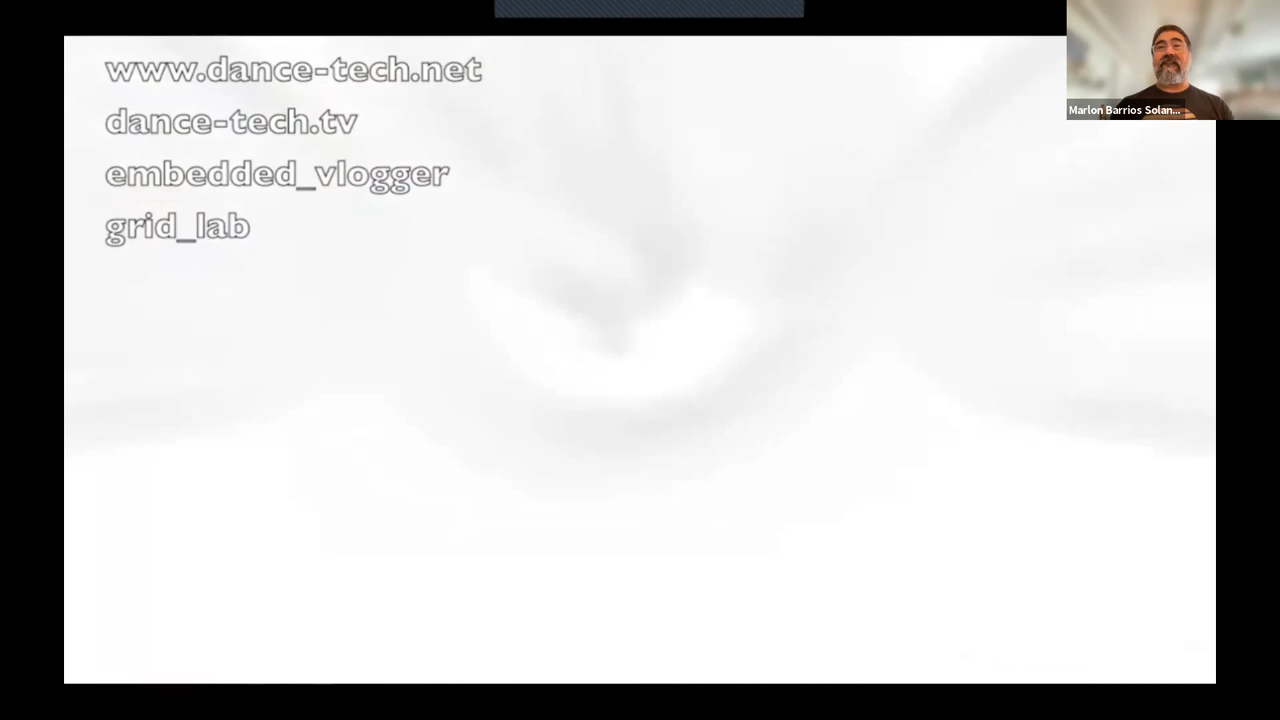 www.dance-tech.net
dance-tech.tv
embedded_vlogger
grid_lab
Marlon Barrios Solan...